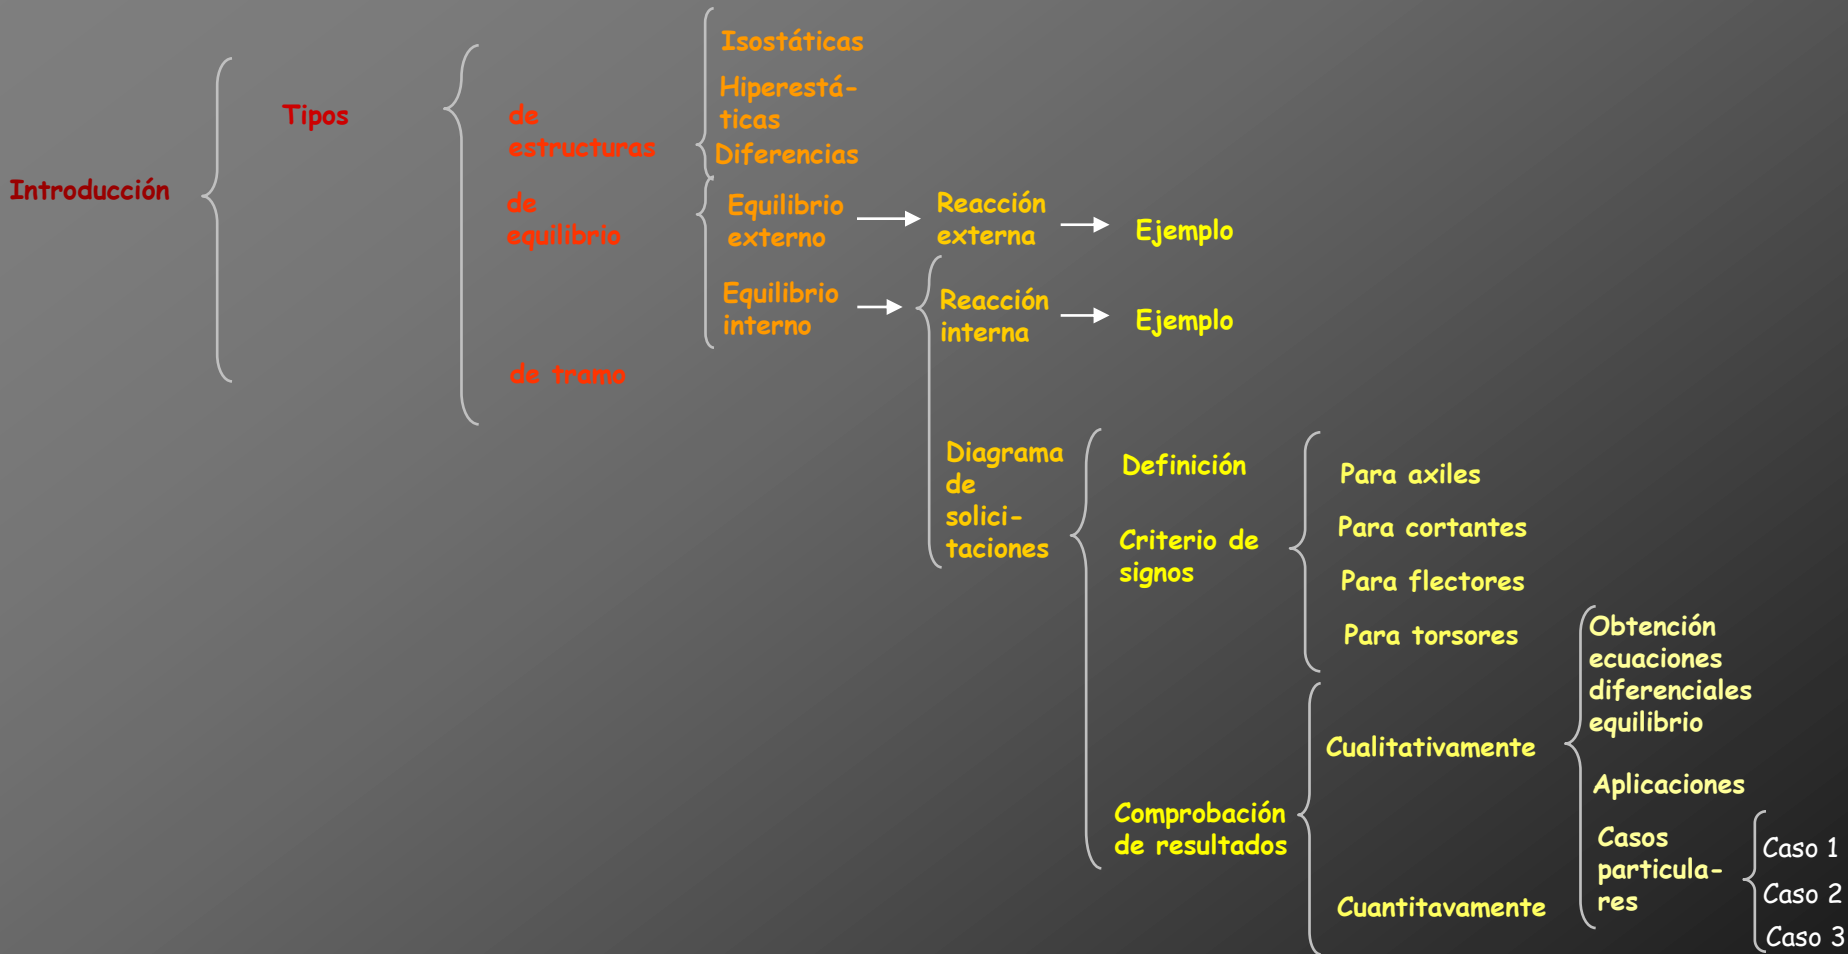 Introducción
Tipos
de
estructuras
Isostáticas
Hiperestá-
ticas
Diferencias
de
equilibrio
Equilibrio
externo
Reacción
externa
Ejemplo
Equilibrio
interno
Reacción
interna
Ejemplo
Diagrama
de
solici-
taciones
Definición
Criterio de
signos
Para axiles
Para cortantes
Para flectores
Para torsores
Comprobación
de resultados
Cualitativamente
Obtención
ecuaciones
diferenciales
equilibrio
Aplicaciones
Casos
particula-
res
Caso 1
Caso 2
Caso 3
Cuantitavamente
de tramo